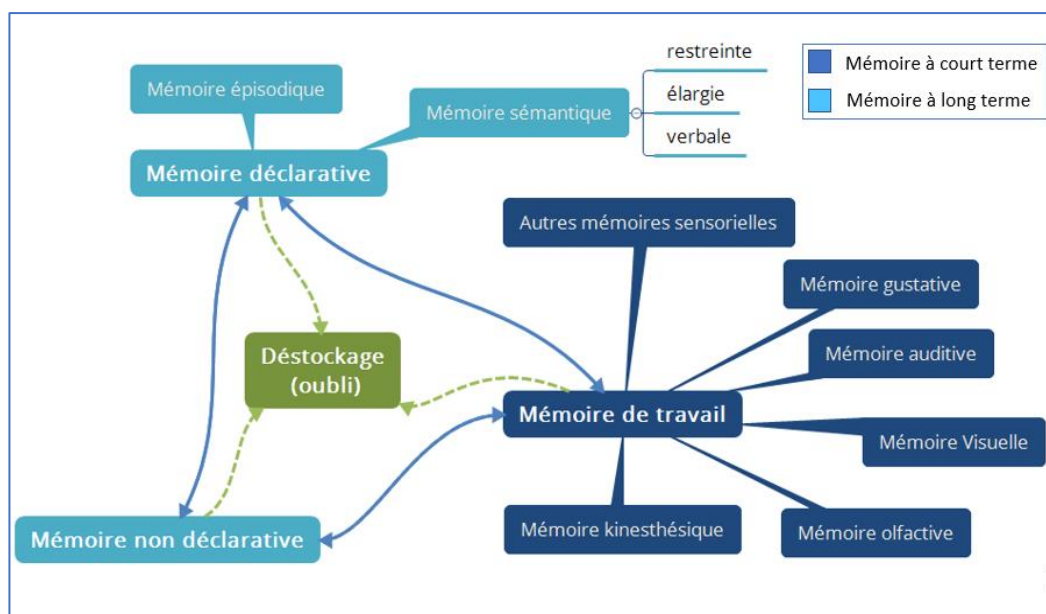 restreinte
Mémoire à court terme
Mémoire épisodique
Mémoire sémantique
élargie
Mémoire à long terme
verbale
Mémoire déclarative
Autres mémoires sensorielles
Mémoire gustative
Déstockage
(oubli)
Mémoire auditive
Mémoire de travail
Mémoire Visuelle
Mémoire non déclarative
Mémoire kinesthésique
Mémoire olfactive